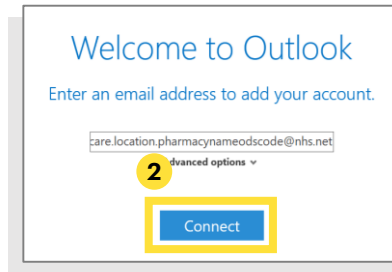 Welcome to Outlook
Enter an email address to add your account.
care.location.pharmacynameodscode@nhs.net
dvanced options
2
Connect